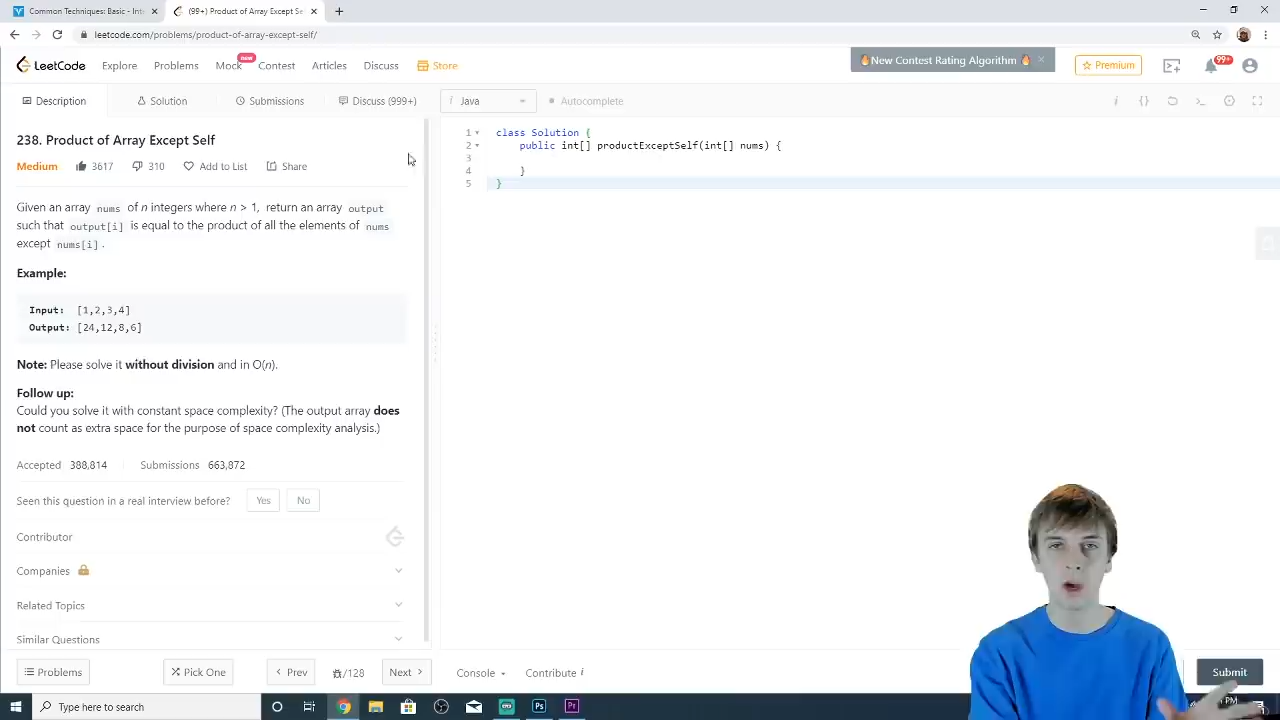 Common Techniques: Basic - Inte
(99+) Product of Array Except Se
leetcode.com/problems/product-of-array-except-self/
LeetCode
Explore
Problems
Mock
new
Contest
Articles
Discuss
Store
🔥New Contest Rating Algorithm 🔥
Premium
99+
Description
Solution
Submissions
Discuss (999+)
i Java
Autocomplete
238. Product of Array Except Self
Medium
3617
310
Add to List
Share
Given an array nums of n integers where n > 1, return an array output
such that output[i] is equal to the product of all the elements of nums
except nums[i].
Example:
Input: [1,2,3,4]
Output: [24,12,8,6]
Note: Please solve it without division and in O(n).
Follow up:
Could you solve it with constant space complexity? (The output array does
not count as extra space for the purpose of space complexity analysis.)
Accepted 388,814
Submissions 663,872
Seen this question in a real interview before?
Yes
No
Contributor
Companies
Related Topics
Similar Questions
1 class Solution {
2 public int[] productExceptSelf(int[] nums) {
3
4 }
5 }
Problems
Pick One
Prev
/128
Next
Console
Contribute i
Submit
Type here to search
PM